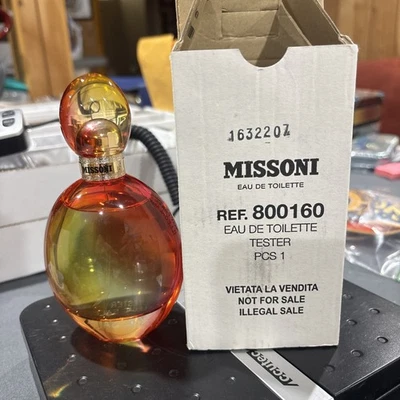 1632207
MISSONI
EAU DE TOILETTE
REF. 800160
EAU DE TOILETTE
TESTER
PCS 1
VIETATA LA VENDITA
NOT FOR SALE
ILLEGAL SALE
MISSONI